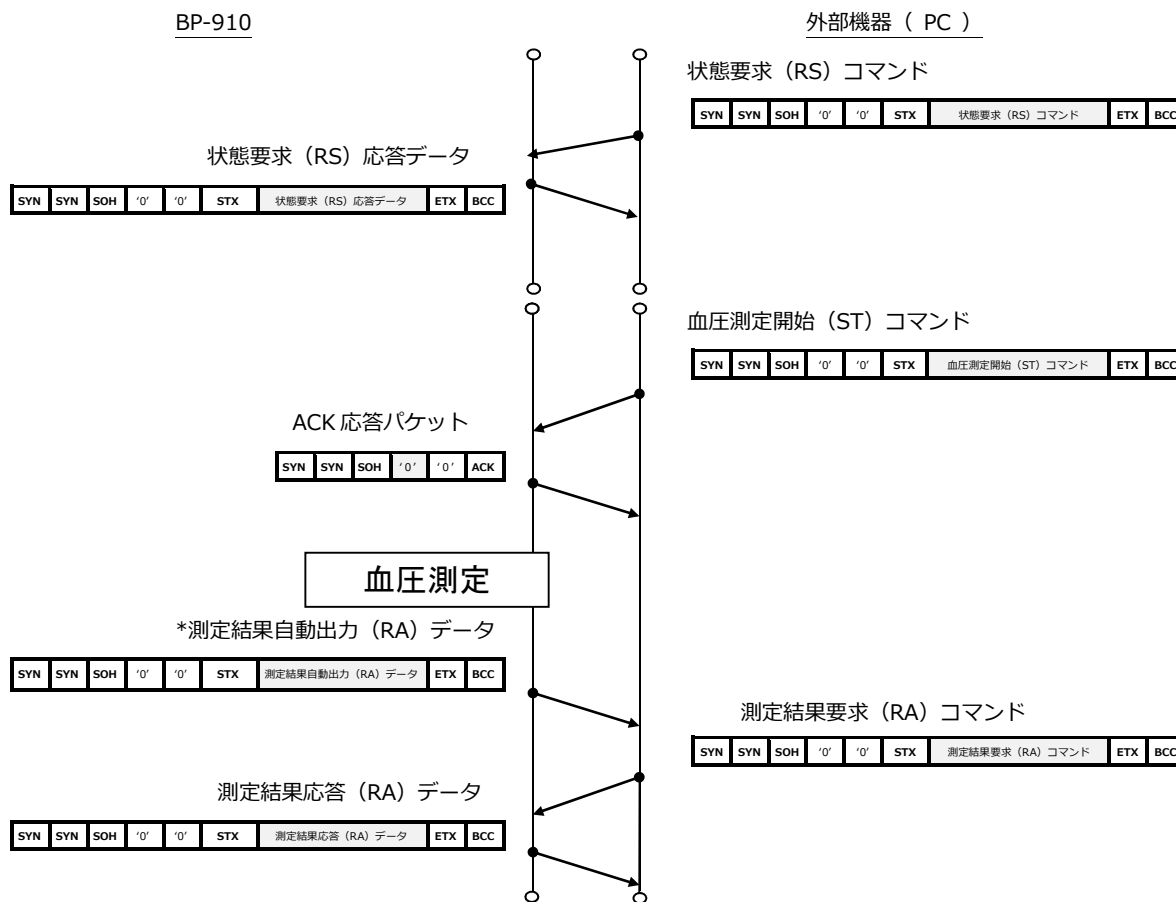 BP-910
外部機器（ PC ）
状態要求（RS）コマンド
SYN SYN SOH ‘0’ ‘0’ STX 状態要求（RS）コマンド ETX BCC
状態要求（RS）応答データ
SYN SYN SOH ‘0’ ‘0’ STX 状態要求（RS）応答データ ETX BCC
血圧測定開始（ST）コマンド
SYN SYN SOH ‘0’ ‘0’ STX 血圧測定開始（ST）コマンド ETX BCC
ACK 応答パケット
SYN SYN SOH ‘0’ ‘0’ ACK
血圧測定
*測定結果自動出力（RA）データ
SYN SYN SOH ‘0’ ‘0’ STX 測定結果自動出力（RA）データ ETX BCC
測定結果要求（RA）コマンド
SYN SYN SOH ‘0’ ‘0’ STX 測定結果要求（RA）コマンド ETX BCC
測定結果応答（RA）データ
SYN SYN SOH ‘0’ ‘0’ STX 測定結果応答（RA）データ ETX BCC